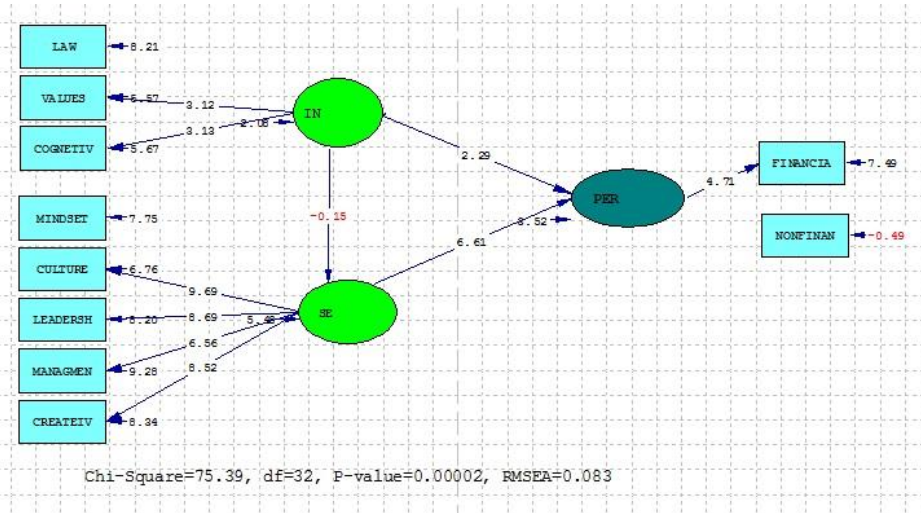 LAW
8.21
VALUES
5.57
3.12
IN
COGNETIV
5.67
3.13
2.08
2.29
FINANCIA
7.49
4.71
PER
3.52
MINDSET
7.75
-0.15
NONFINAN
-0.49
6.61
CULTURE
6.76
9.69
LEADERSH
8.20
8.69
5.48
SE
6.56
MANAGMEN
9.28
8.52
CREATEIV
8.34
Chi-Square=75.39, df=32, P-value=0.00002, RMSEA=0.083